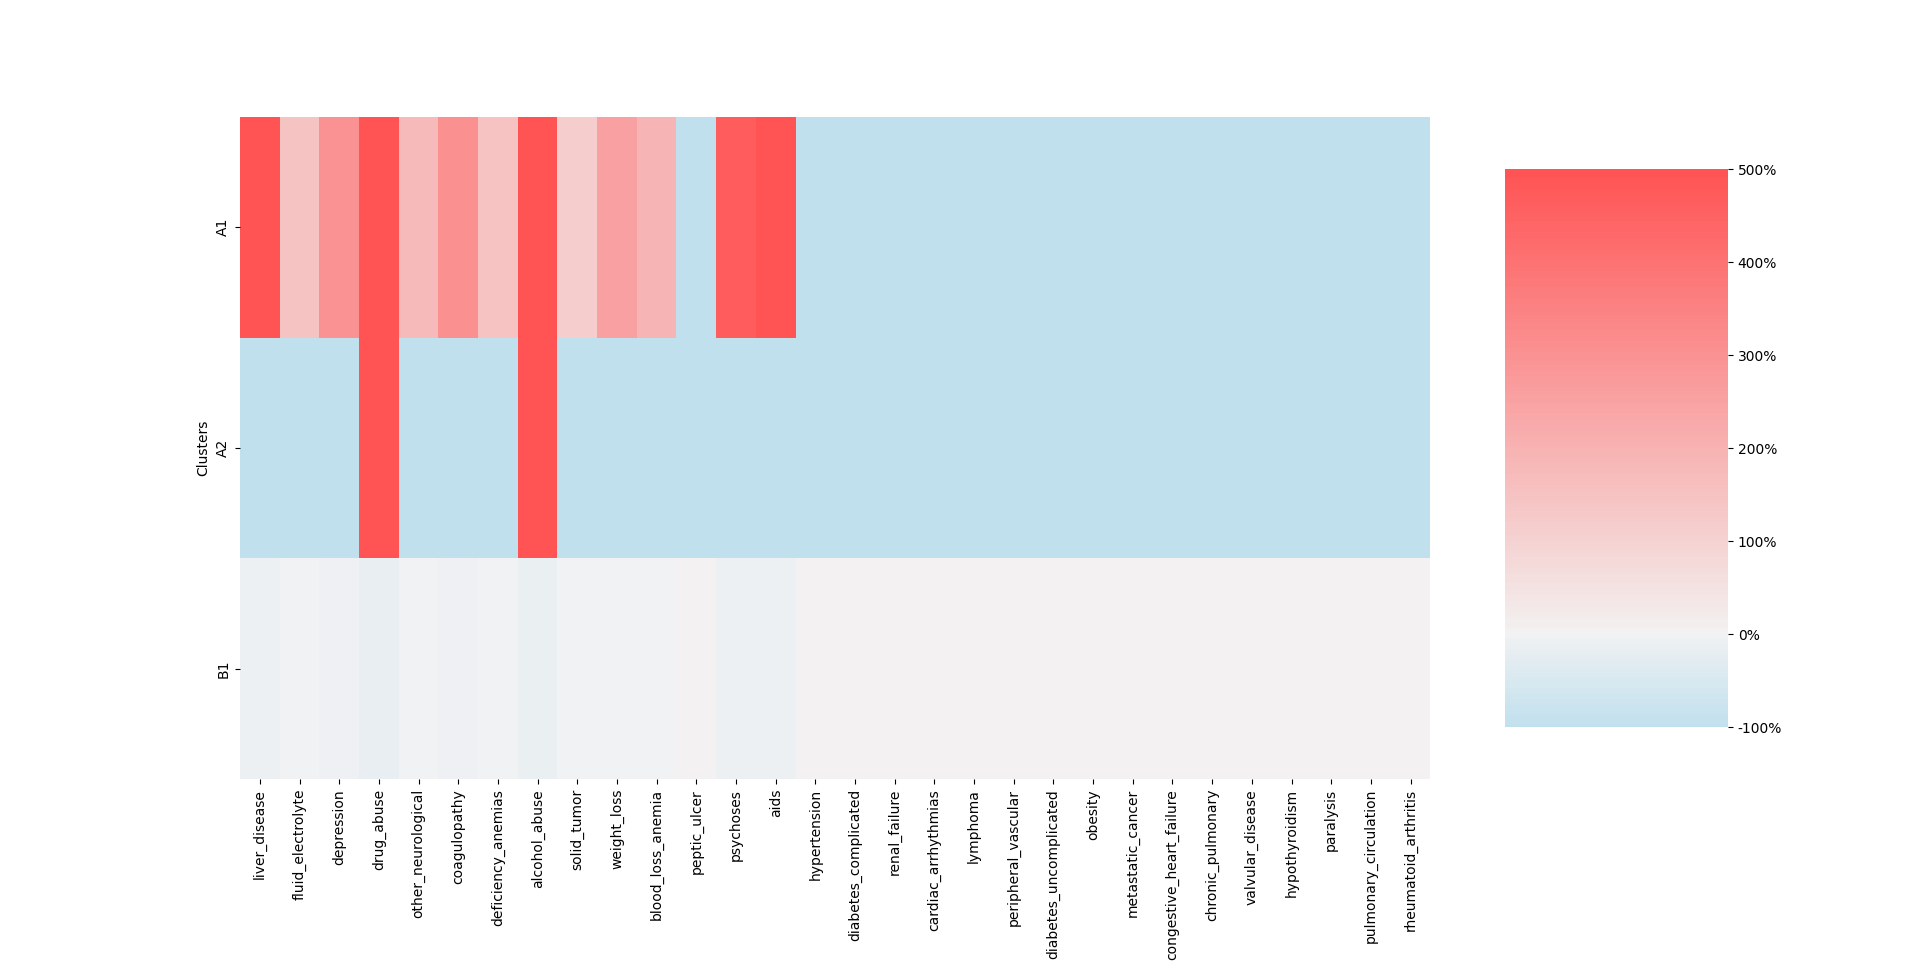 Clusters
A1
A2
B1
liver_disease
fluid_electrolyte
depression
drug_abuse
other_neurological
coagulopathy
deficiency_anemias
alcohol_abuse
solid_tumor
weight_loss
blood_loss_anemia
peptic_ulcer
psychoses
aids
hypertension
diabetes_complicated
renal_failure
cardiac_arrhythmias
lymphoma
peripheral_vascular
diabetes_uncomplicated
obesity
metastatic_cancer
congestive_heart_failure
chronic_pulmonary
valvular_disease
hypothyroidism
paralysis
pulmonary_circulation
rheumatoid_arthritis
500%
400%
300%
200%
100%
0%
-100%